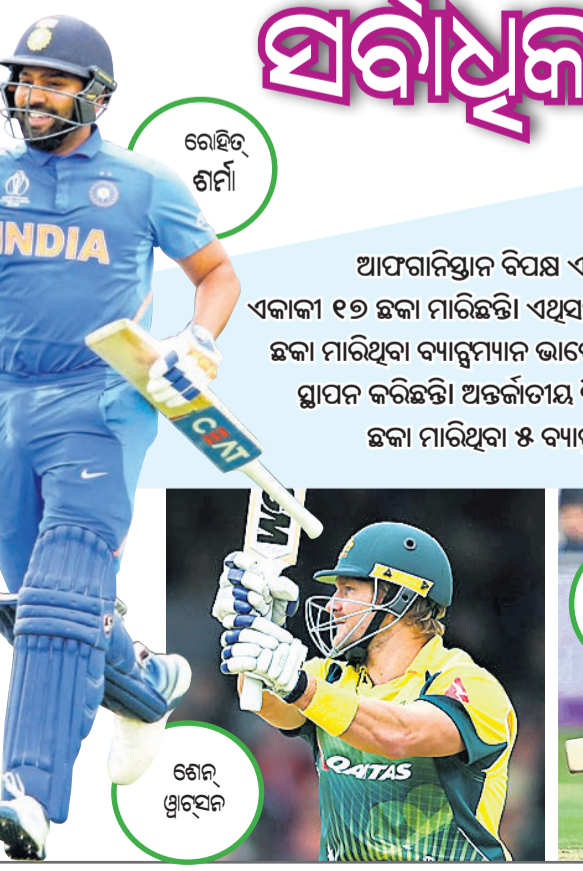 ସର୍ବାଧିକ
ରୋହିତ୍
ଶର୍ମା
INDIA
ଆଫଗାନିସ୍ତାନ ବିପକ୍ଷ
ଏକାକୀ ୧୭ ଛକା ମାରିଛନ୍ତି।
ଛକା ମାରିଥିବା ବ୍ୟାଟ୍ସମ୍ୟାନ
ସ୍ଥାପନ କରିଛନ୍ତି। ଅନ୍ତର୍ଜାତୀୟ
ଛକା ମାରିଥିବା ୫
CEAT
QANTAS
ଶେନ୍
ୱାଟ୍‌ସନ